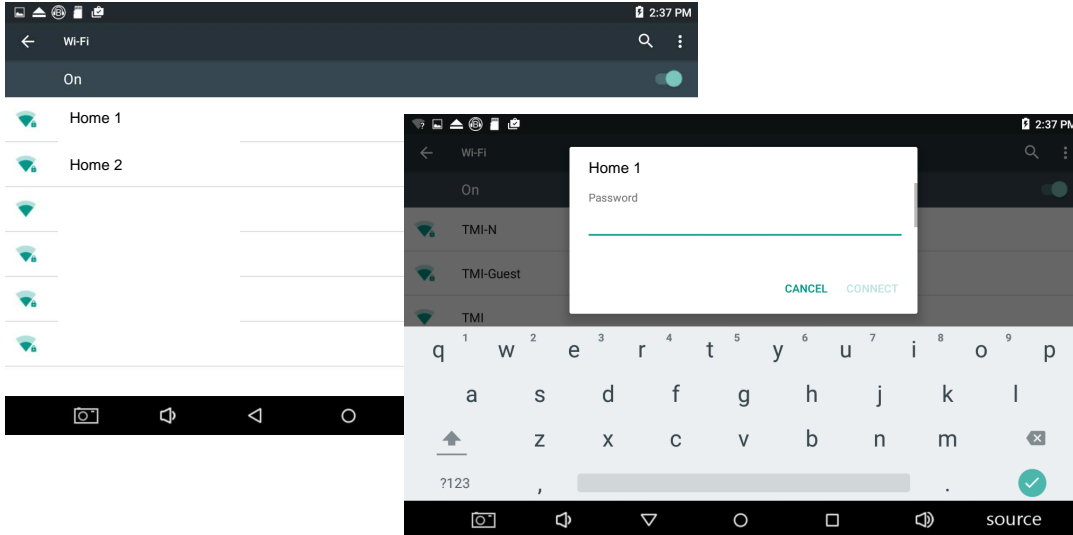 2:37 PM
Wi-Fi
On
Home 1
Home 2
2:37 PM
Wi-Fi
On
TMI-N
TMI-Guest
TMI
Home 1
Password
CANCEL CONNECT
q 1 w 2 e 3 r 4 t 5 y 6 u 7 i 8 o 9 p
a s d f g h j k l
z x c v b n m
?123 , .
source